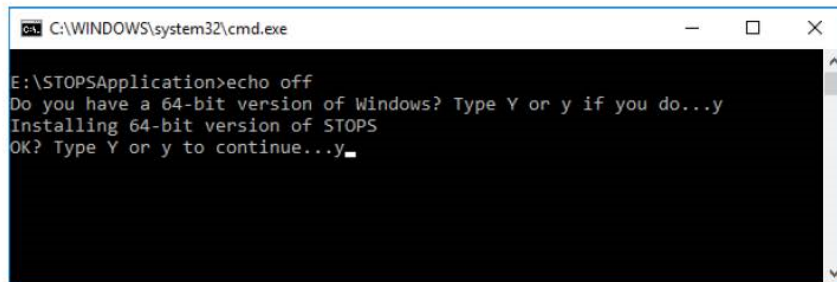 C:\WINDOWS\system32\cmd.exe
E:\STOPSApplication>echo off
Do you have a 64-bit version of Windows? Type Y or y if you do...y
Installing 64-bit version of STOPS
OK? Type Y or y to continue...y